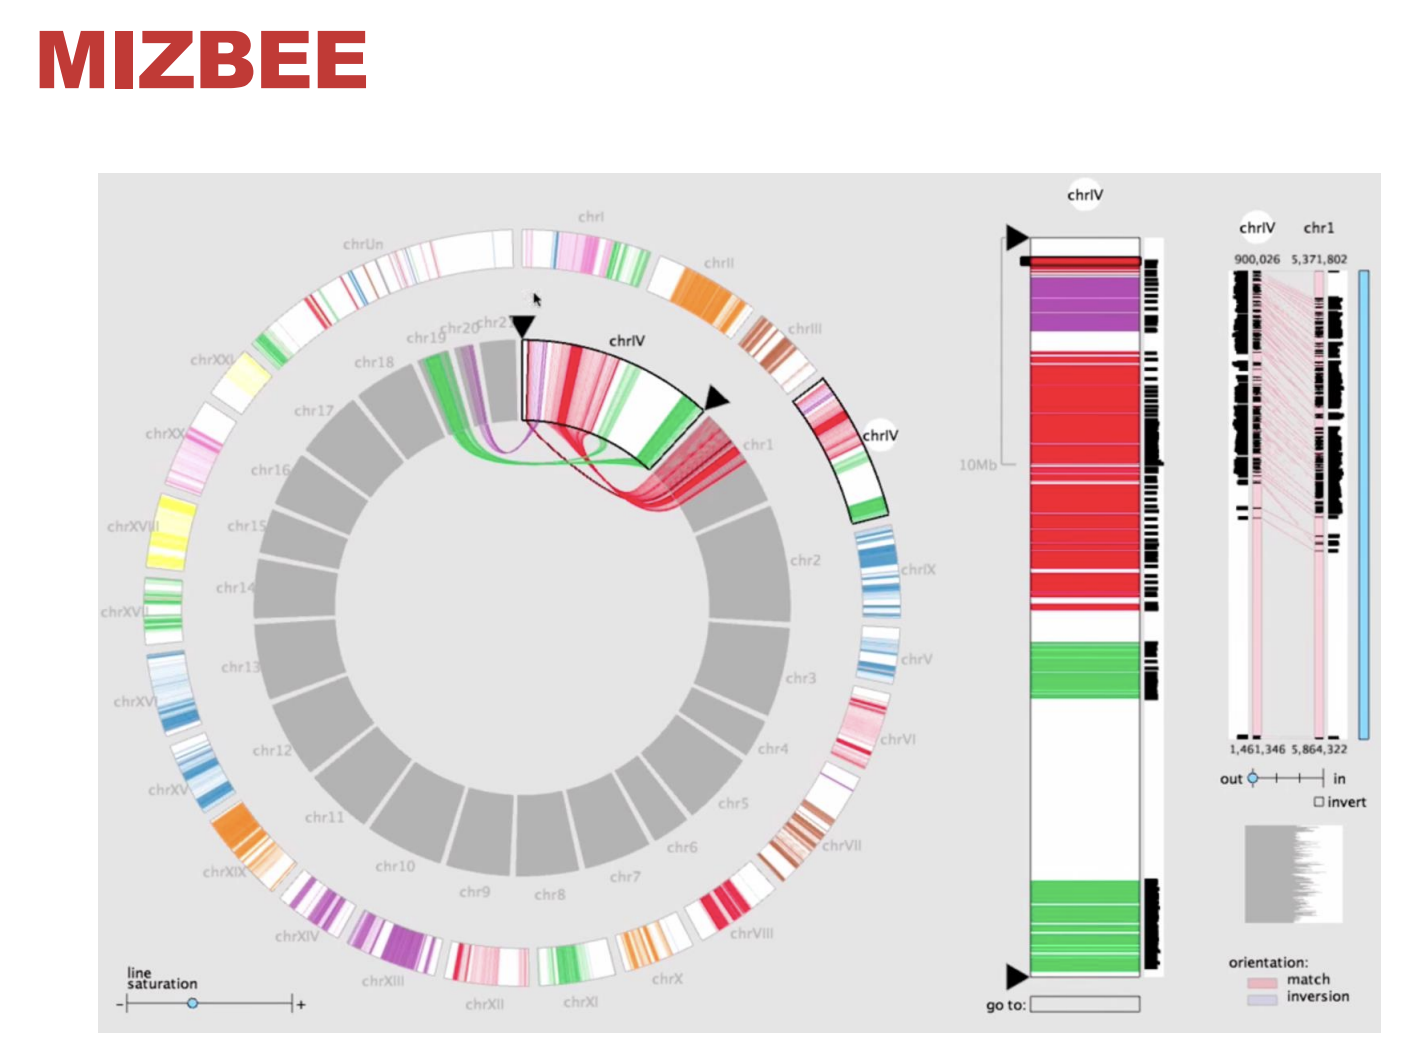 MIZBEE
chrIV
chrIV chr1
900,026 5,371,802
chrI
chrUn
chrII
chrIII
chr21
chr20
chr19
chrIV
chr18
chrXXI
chr17
chrXX
chrIV
chr1
chr16
10Mb
chrXVIII
chr15
chr2
chrIX
chr14
chrXVII
chr13
chrV
chr3
chrXVI
chrVI
chr4
chr12
1,461,346 5,864,322
out in
chrXV
invert
chr5
chr11
chrVII
chr6
chr10
chrXIX
chr7
chr9
chr8
chrXIV
chrVIII
orientation:
match
inversion
line
saturation
chrXIII
chrX
chrXII
chrXI
- +
go to: